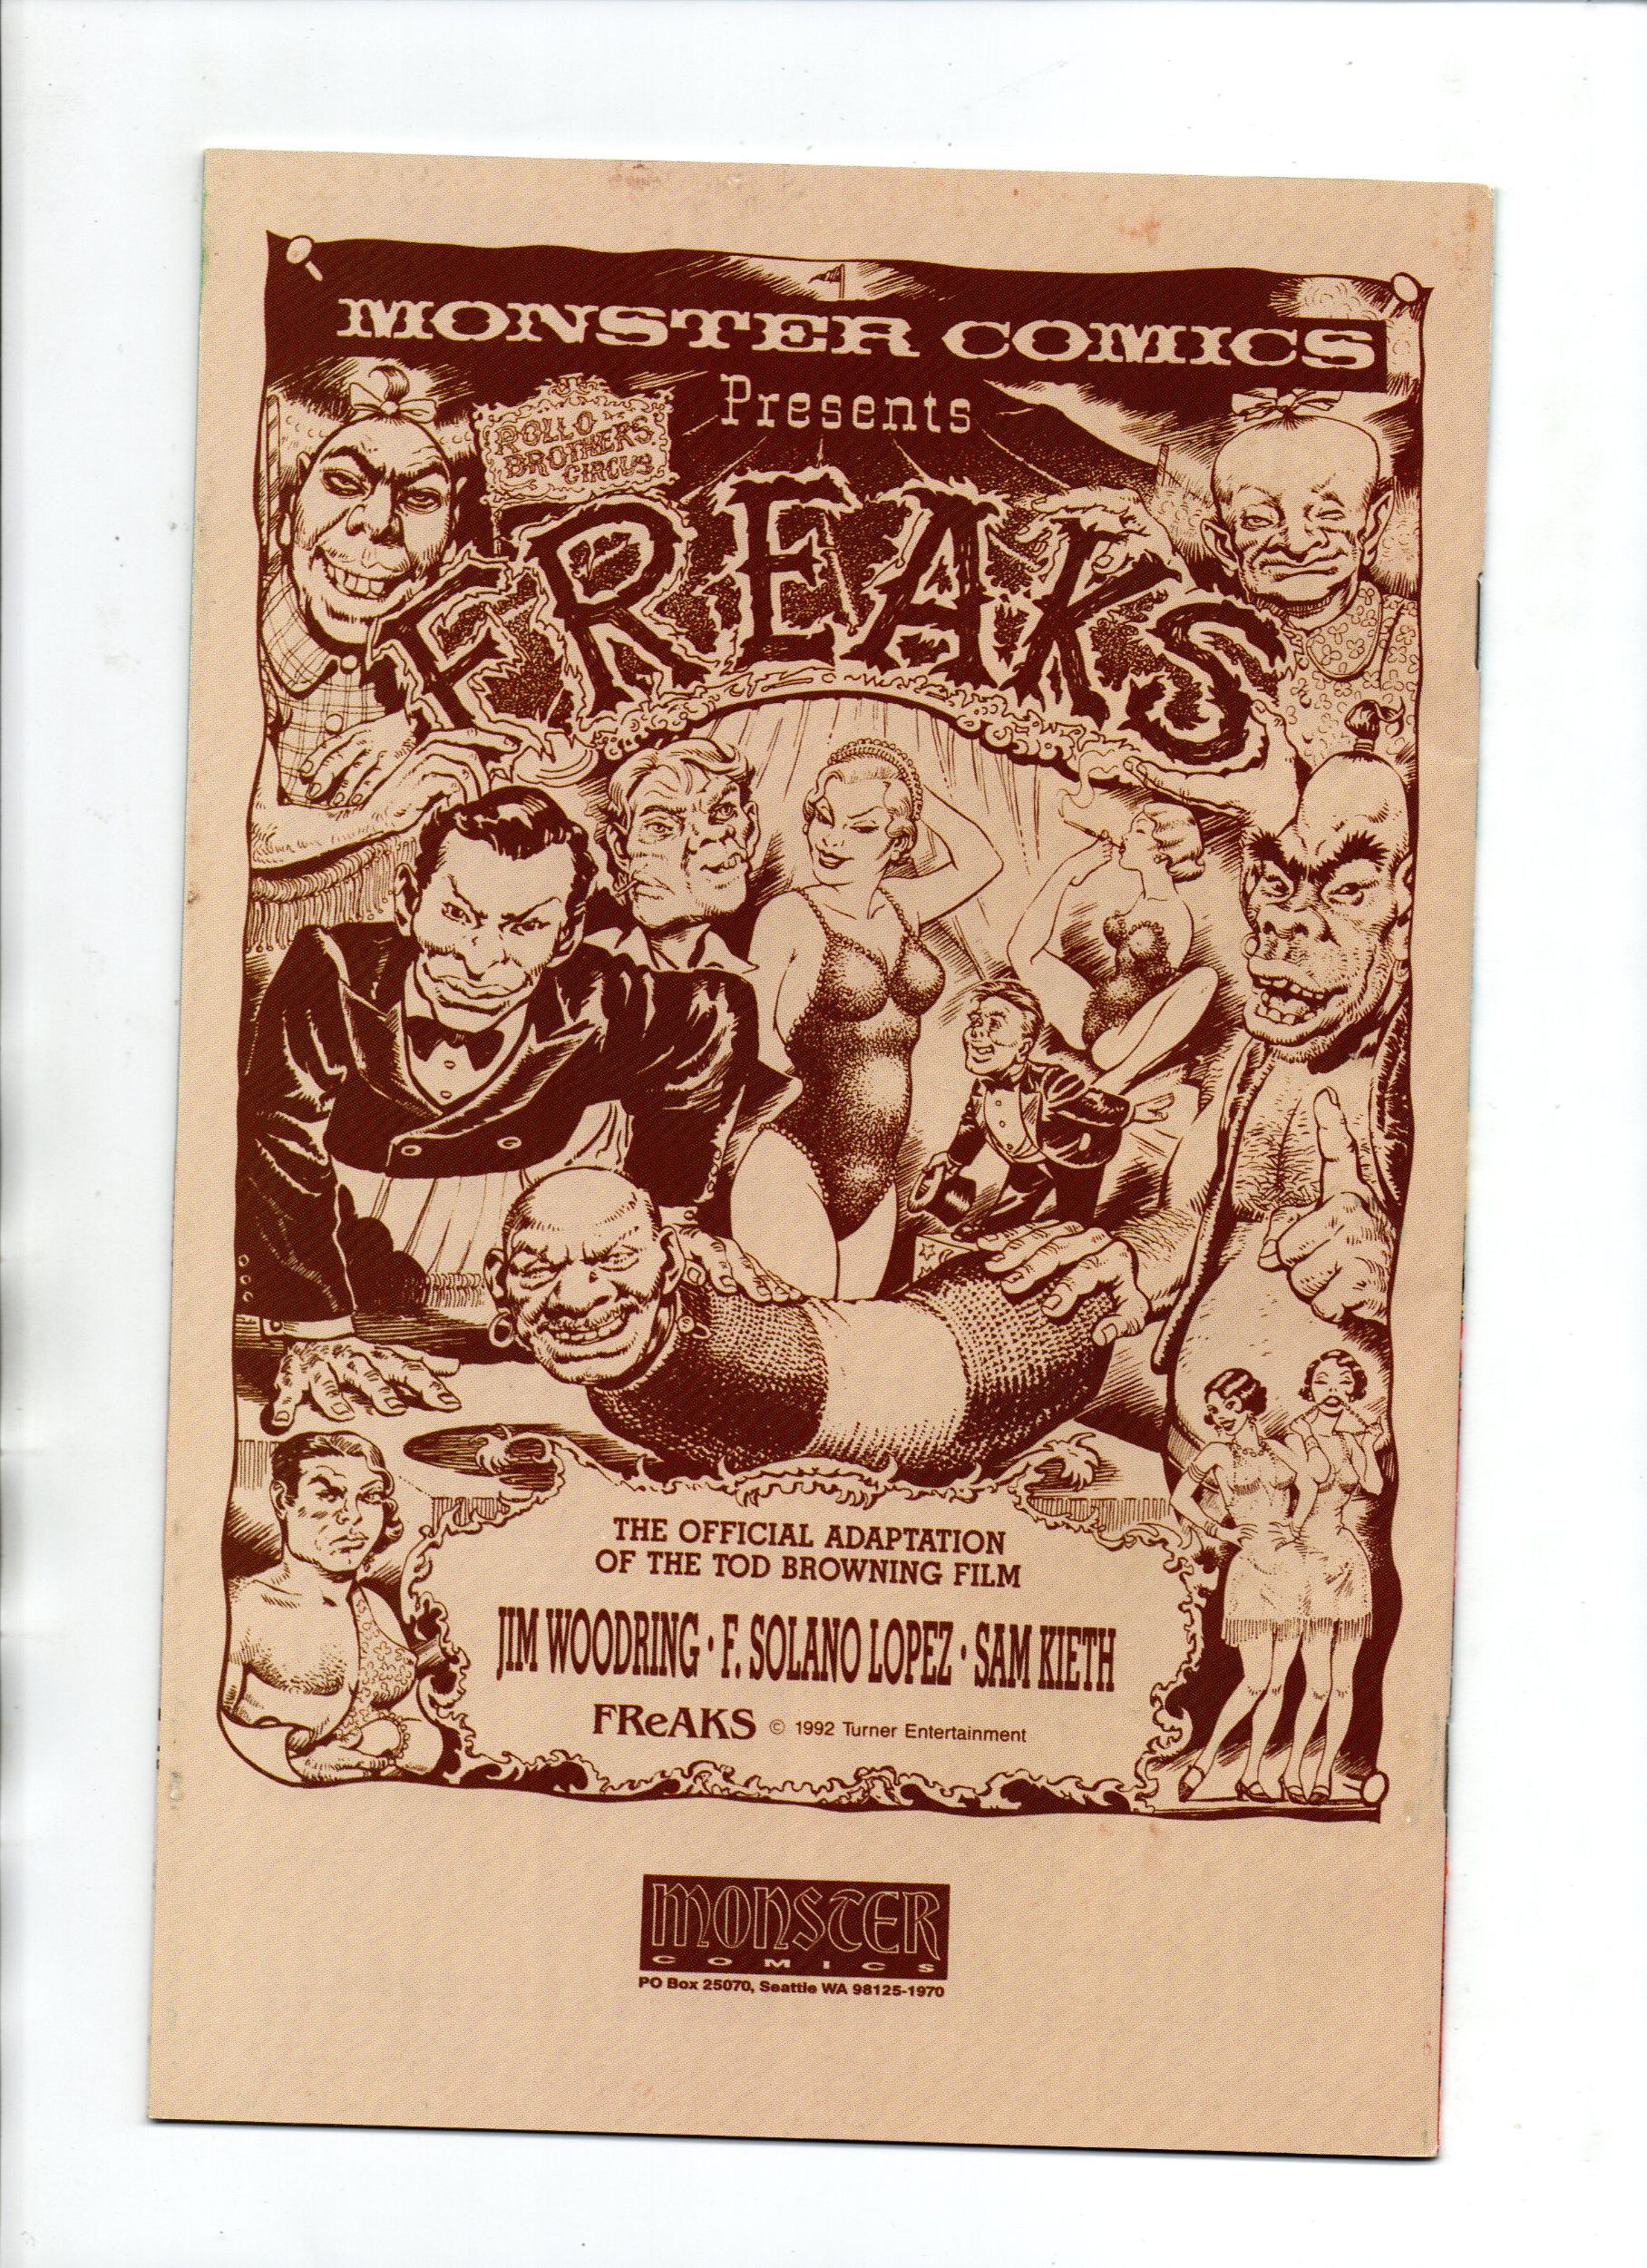 MONSTER COMICS
Presents
ROLLO
BROTHERS
CIRCUS
FREAKS
THE OFFICIAL ADAPTATION
OF THE TOD BROWNING FILM
JIM WOODRING · F. SOLANO LOPEZ · SAM KIETH
FReAKS © 1992 Turner Entertainment
MONSTER
COMICS
PO Box 25070, Seattle WA 98125-1970